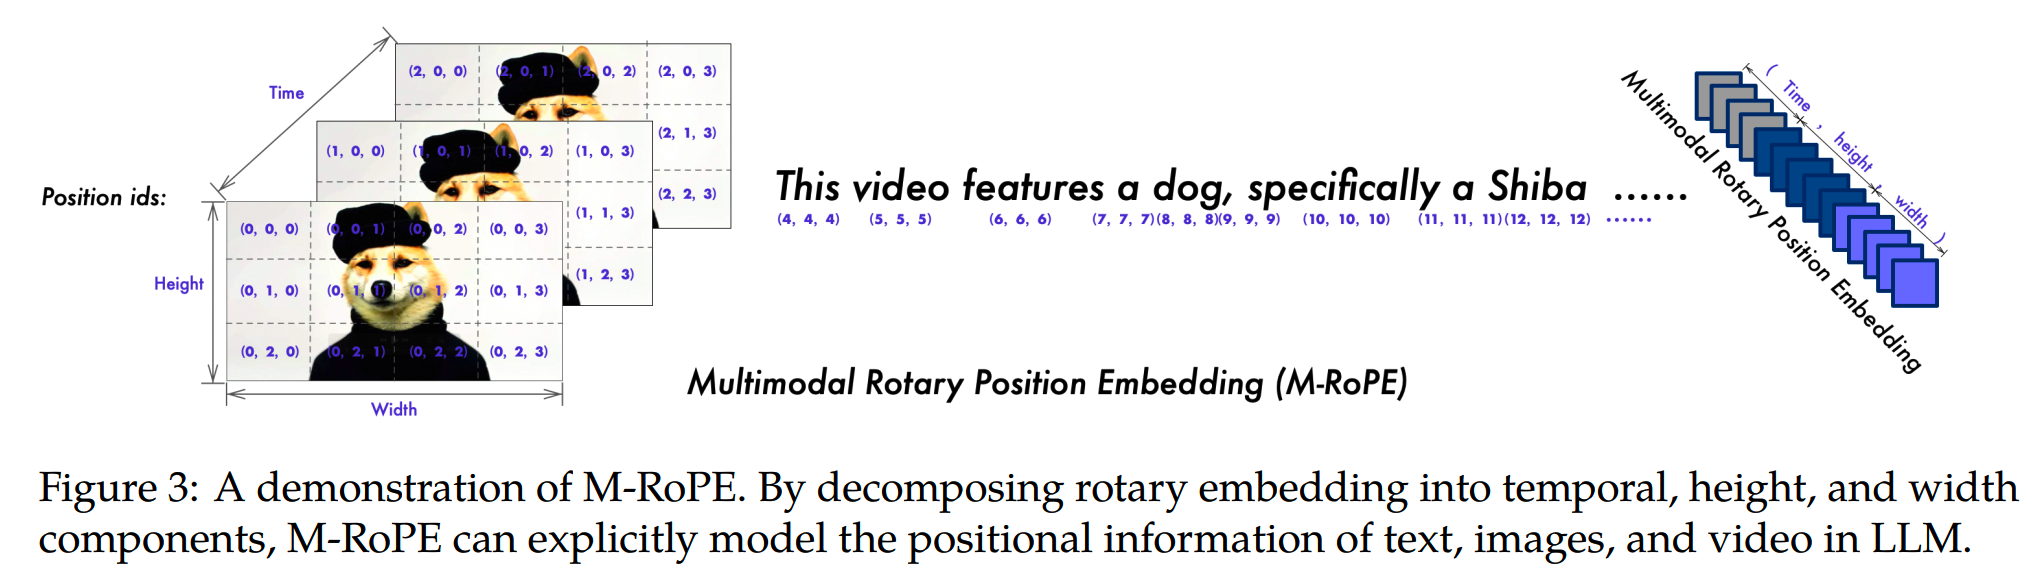 Position ids:
Time
Height
Width
(2, 0, 0) (2, 0, 1) (2, 0, 2) (2, 0, 3)
(2, 1, 3)
(2, 2, 3)
(1, 0, 0) (1, 0, 1) (1, 0, 2) (1, 0, 3)
(1, 1, 3)
(1, 2, 3)
(0, 0, 0) (0, 0, 1) (0, 0, 2) (0, 0, 3)
(0, 1, 0) (0, 1, 1) (0, 1, 2) (0, 1, 3)
(0, 2, 0) (0, 2, 1) (0, 2, 2) (0, 2, 3)
This video features a dog, specifically a Shiba ......
(4, 4, 4) (5, 5, 5) (6, 6, 6) (7, 7, 7)(8, 8, 8)(9, 9, 9) (10, 10, 10) (11, 11, 11)(12, 12, 12) ......
Multimodal Rotary Position Embedding (M-RoPE)
( Time , height , width )
Multimodal Rotary Position Embedding
Figure 3: A demonstration of M-RoPE. By decomposing rotary embedding into temporal, height, and width
components, M-RoPE can explicitly model the positional information of text, images, and video in LLM.